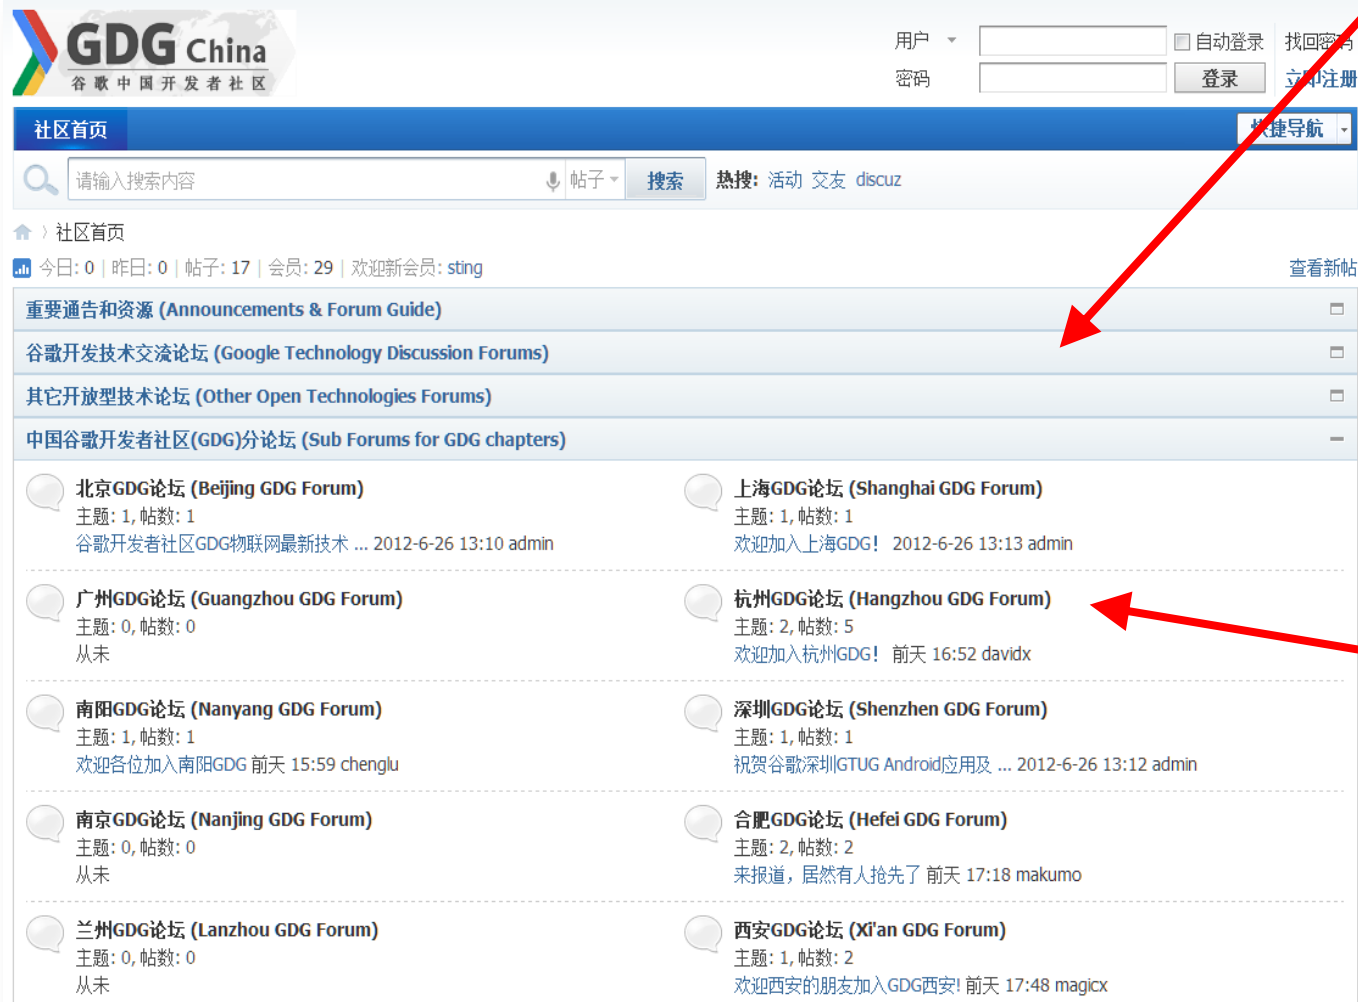 GDG China
谷歌中国开发者社区
用户 自动登录 找回密码
密码 登录 立即注册
社区首页 快捷导航
请输入搜索内容 帖子 搜索 热搜: 活动 交友 discuz
社区首页
今日: 0 | 昨日: 0 | 帖子: 17 | 会员: 29 | 欢迎新会员: sting 查看新帖
重要通告和资源 (Announcements & Forum Guide)
谷歌开发技术交流论坛 (Google Technology Discussion Forums)
其它开放型技术论坛 (Other Open Technologies Forums)
中国谷歌开发者社区(GDG)分论坛 (Sub Forums for GDG chapters)
北京GDG论坛 (Beijing GDG Forum)
主题: 1, 帖数: 1
谷歌开发者社区GDG物联网最新技术 ... 2012-6-26 13:10 admin
上海GDG论坛 (Shanghai GDG Forum)
主题: 1, 帖数: 1
欢迎加入上海GDG! 2012-6-26 13:13 admin
广州GDG论坛 (Guangzhou GDG Forum)
主题: 0, 帖数: 0
从未
杭州GDG论坛 (Hangzhou GDG Forum)
主题: 2, 帖数: 5
欢迎加入杭州GDG! 前天 16:52 davidx
南阳GDG论坛 (Nanyang GDG Forum)
主题: 1, 帖数: 1
欢迎各位加入南阳GDG 前天 15:59 chenglu
深圳GDG论坛 (Shenzhen GDG Forum)
主题: 1, 帖数: 1
祝贺谷歌深圳GTUG Android应用及 ... 2012-6-26 13:12 admin
南京GDG论坛 (Nanjing GDG Forum)
主题: 0, 帖数: 0
从未
合肥GDG论坛 (Hefei GDG Forum)
主题: 2, 帖数: 2
来报道，居然有人抢先了 前天 17:18 makumo
兰州GDG论坛 (Lanzhou GDG Forum)
主题: 0, 帖数: 0
从未
西安GDG论坛 (Xi'an GDG Forum)
主题: 1, 帖数: 2
欢迎西安的朋友加入GDG西安! 前天 17:48 magicx